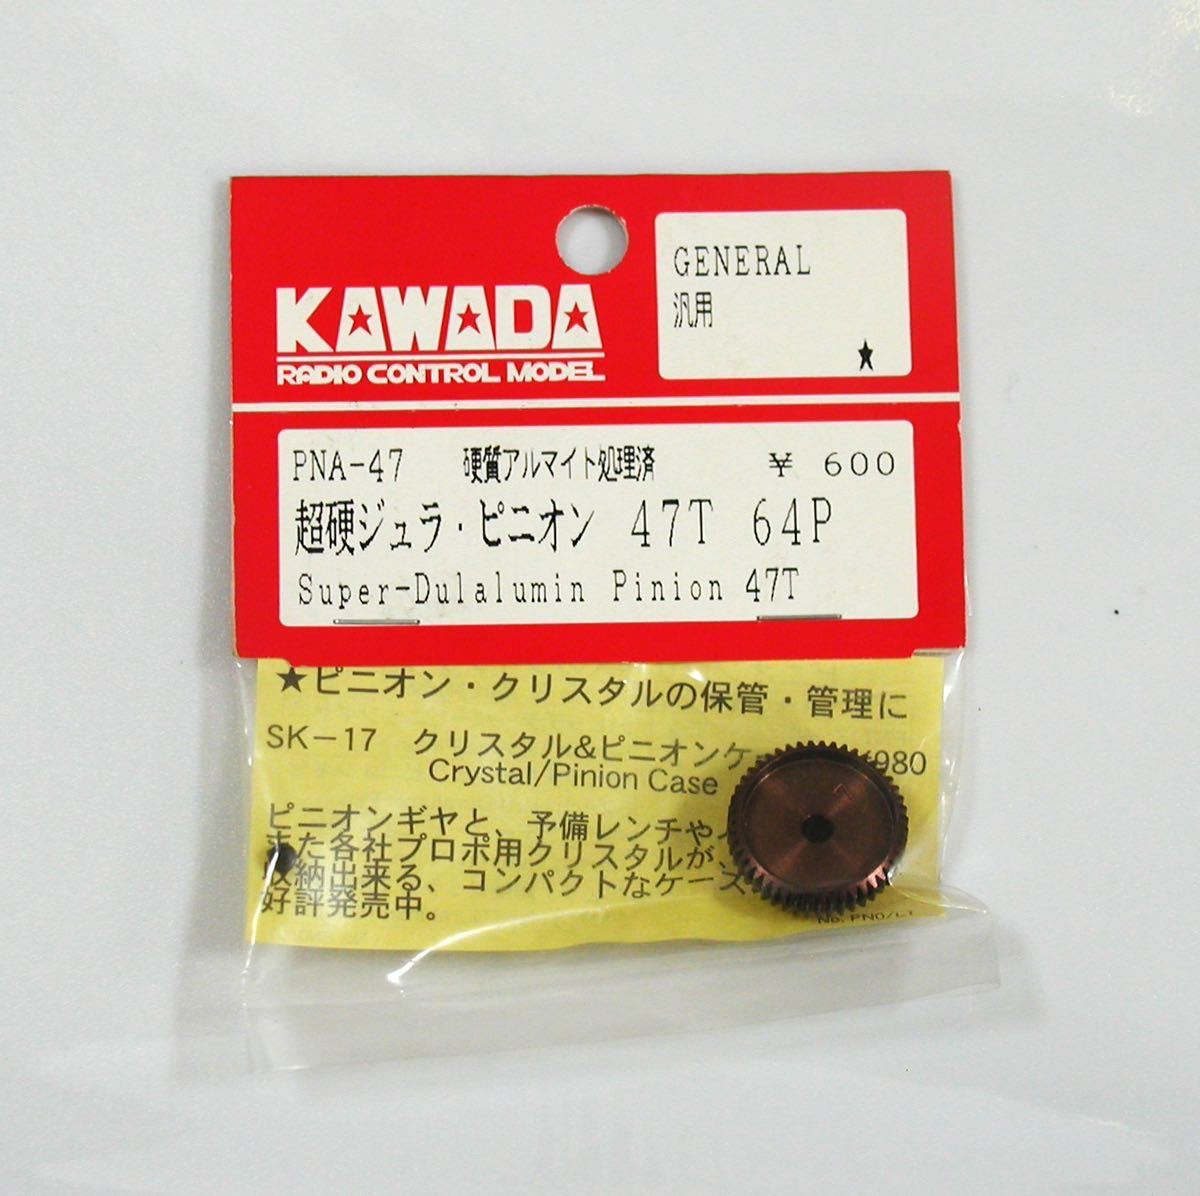 KAWADA
RADIO CONTROL MODEL
GENERAL
汎用
PNA-47 硬質アルマイト処理済 ¥ 600
超硬ジュラ・ピニオン 47T 64P
Super-Dulalumin Pinion 47T
★ピニオン・クリスタルの保管・管理に
SK-17 クリスタル&ピニオンケ 980
Crystal/Pinion Case
ピニオンギヤと、予備レンチや
また各社プロポ用クリスタルが、
収納出来る、コンパクトなケース
好評発売中。
No. PNO/LT